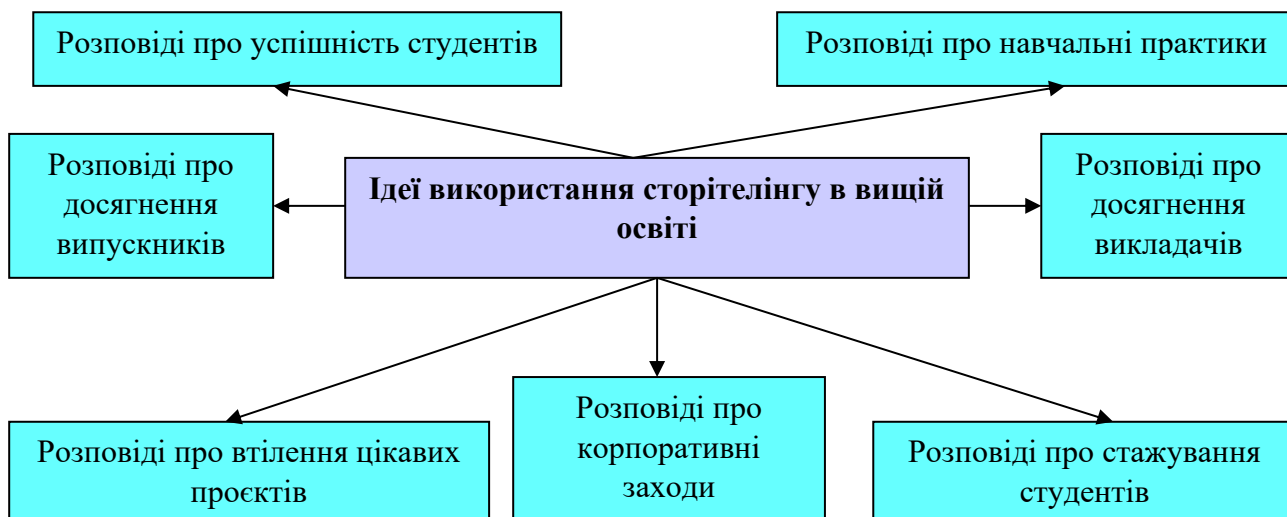 Розповіді про успішність студентів
Розповіді про навчальні практики
Розповіді про
досягнення
випускників
Ідеї використання сторітелінгу в вищій
освіті
Розповіді про
досягнення
викладачів
Розповіді про втілення цікавих
проєктів
Розповіді про
корпоративні
заходи
Розповіді про стажування
студентів